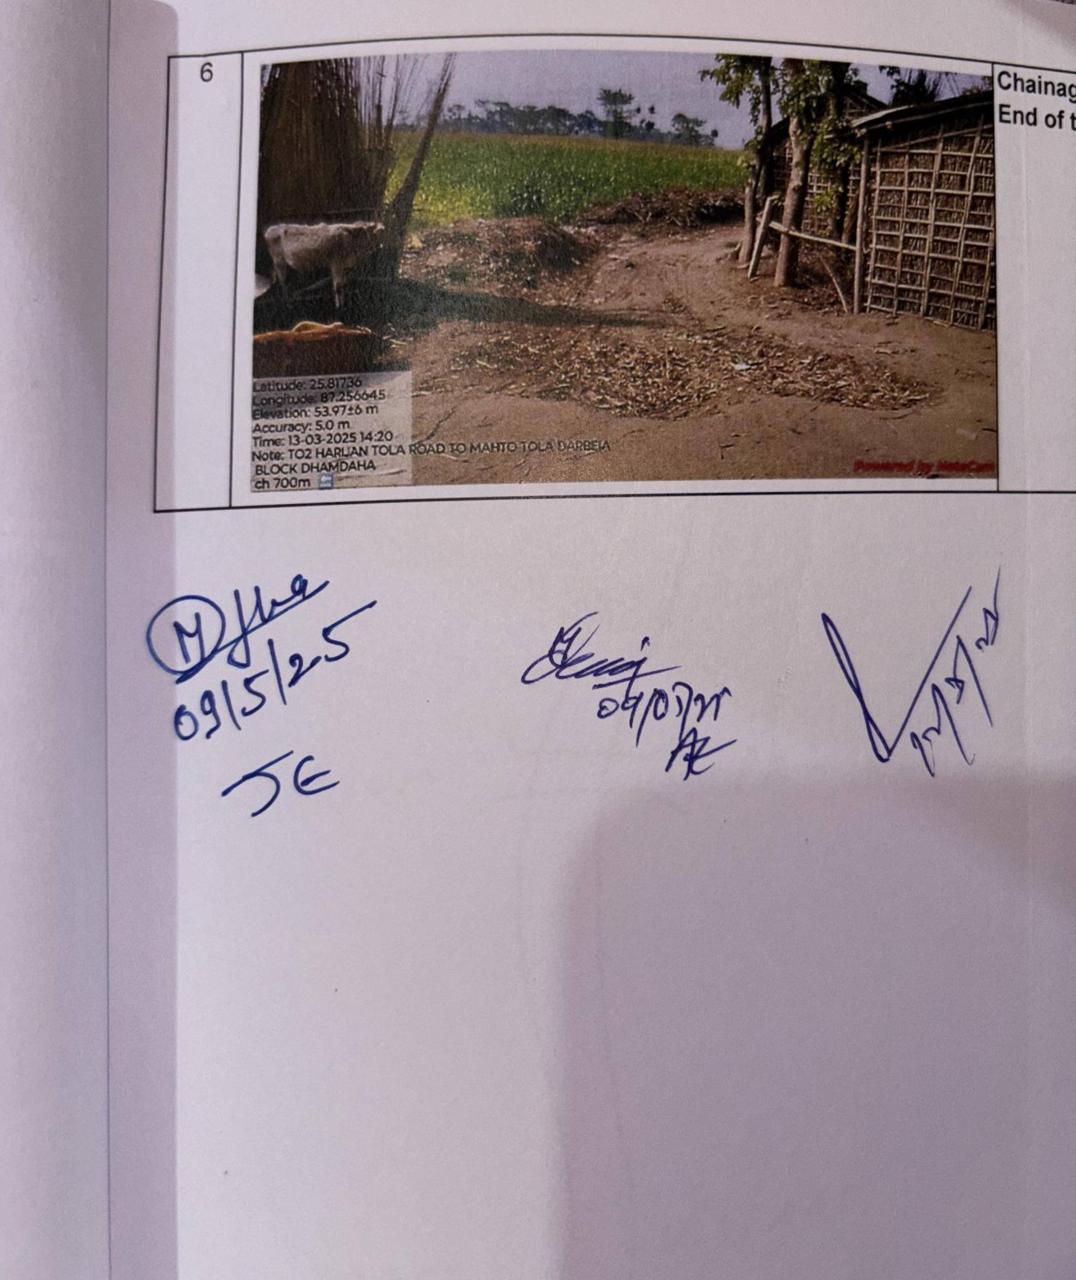 6
Chainag
End of t
Latitude: 25.81736
Longitude: 87.256645
Elevation: 53.97±6 m
Accuracy: 5.0 m
Time: 13-03-2025 14:20
Note: TO2 HARIJAN TOLA ROAD TO MAHTO TOLA DARBEIA
BLOCK DHAMDAHA
ch 700m
Powered by NoteCam
09/5/25
JE
AE